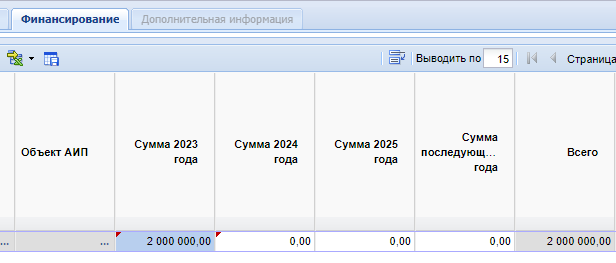 Финансирование Дополнительная информация
Выводить по 15 Страница
Объект АИП
Сумма 2023
года
Сумма 2024
года
Сумма 2025
года
Сумма
последующ...
года
Всего
... ... 2 000 000,00 0,00 0,00 0,00 2 000 000,00